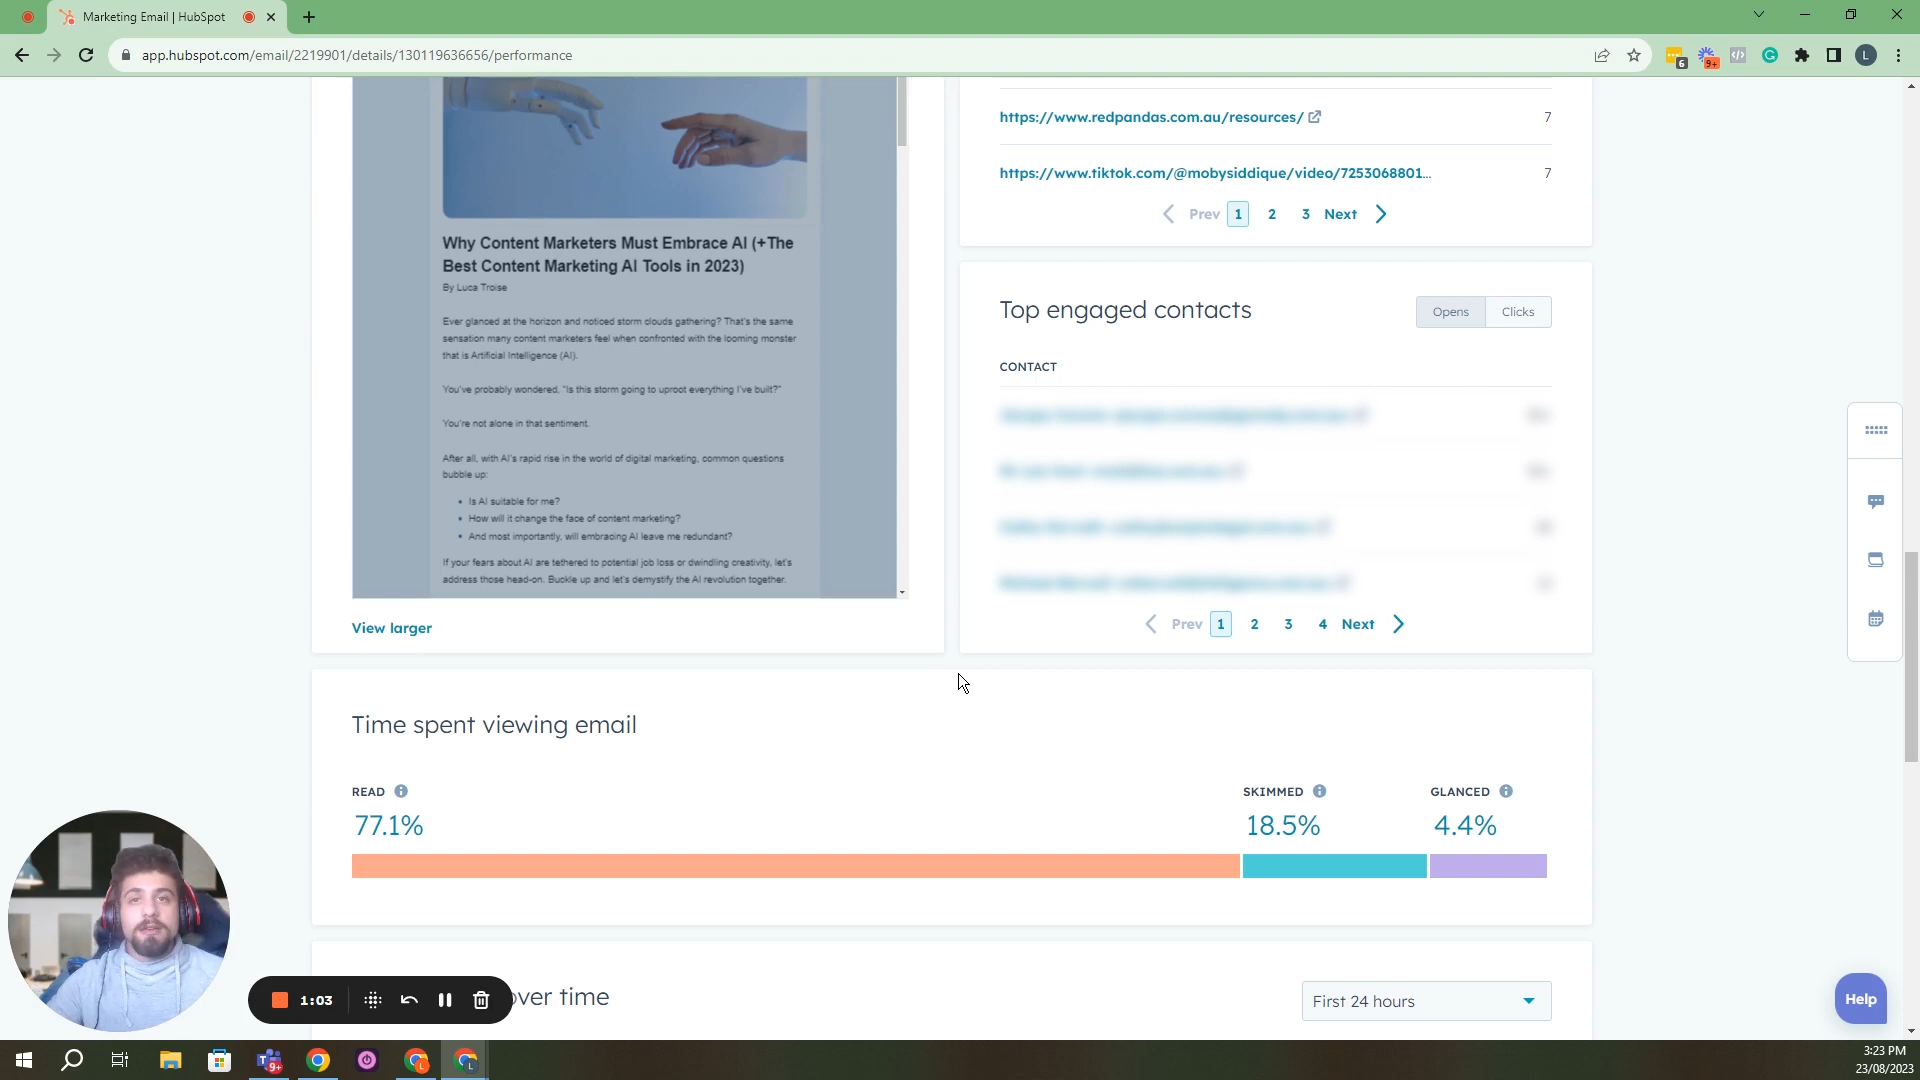 Marketing Email | HubSpot
app.hubspot.com/email/2219901/details/130119636656/performance
6
9+
L
https://www.redpandas.com.au/resources/
7
https://www.tiktok.com/@mobysiddique/video/7253068801...
7
Prev 1 2 3 Next
Why Content Marketers Must Embrace AI (+The
Best Content Marketing AI Tools in 2023)
By Luca Troise
Ever glanced at the horizon and noticed storm clouds gathering? That's the same
sensation many content marketers feel when confronted with the looming monster
that is Artificial Intelligence (AI).
You've probably wondered, "Is this storm going to uproot everything I've built?"
You're not alone in that sentiment.
After all, with AI's rapid rise in the world of digital marketing, common questions
bubble up:
• Is AI suitable for me?
• How will it change the face of content marketing?
• And most importantly, will embracing AI leave me redundant?
If your fears about AI are tethered to potential job loss or dwindling creativity, let's
address those head-on. Buckle up and let's demystify the AI revolution together.
View larger
Top engaged contacts
Opens
Clicks
CONTACT
Prev 1 2 3 4 Next
Time spent viewing email
READ
77.1%
SKIMMED
18.5%
GLANCED
4.4%
1:03
over time
First 24 hours
Help
T
9+
L
L
3:23 PM
23/08/2023